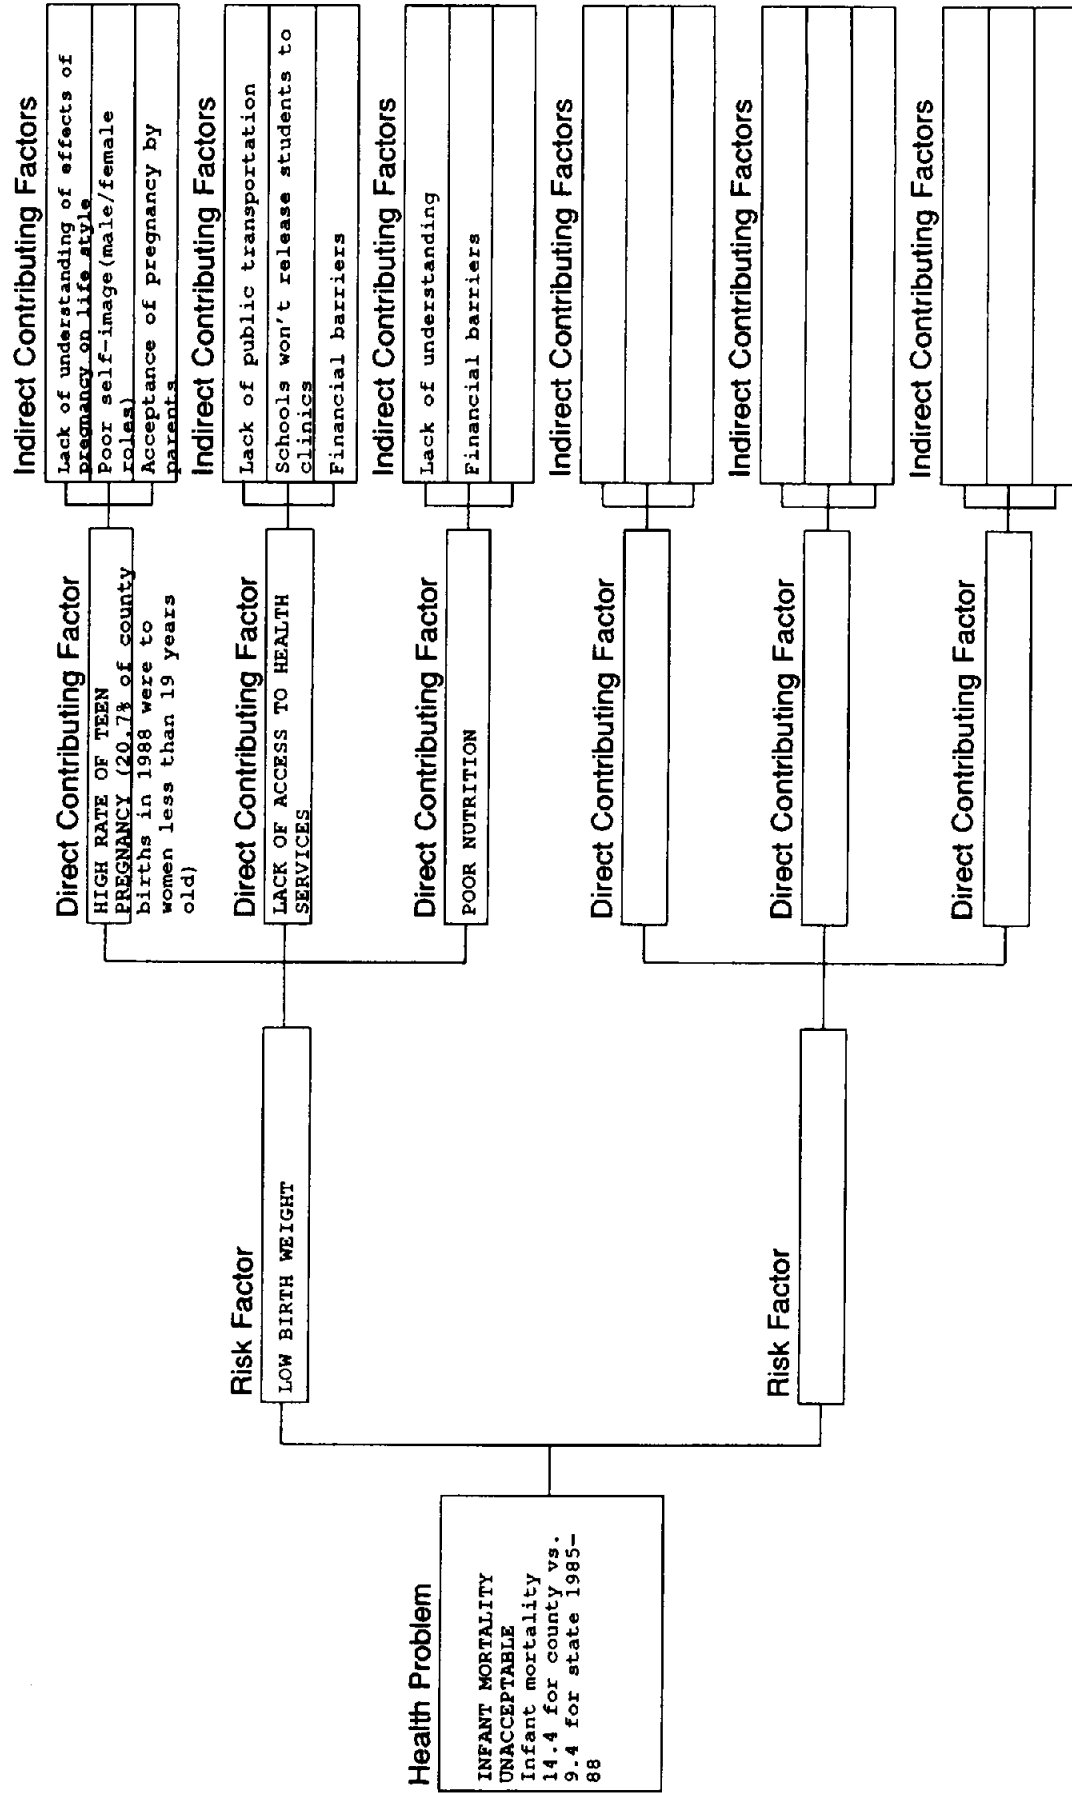 Health Problem
INFANT MORTALITY
UNACCEPTABLE
Infant mortality
14.4 for county vs.
9.4 for state 1985-
88
Risk Factor
LOW BIRTH WEIGHT
Direct Contributing Factor
HIGH RATE OF TEEN
PREGNANCY (20.7% of county
births in 1988 were to
women less than 19 years
old)
Indirect Contributing Factors
Lack of understanding of effects of
pregnancy on life style
Poor self-image(male/female
roles)
Acceptance of pregnancy by
parents
Direct Contributing Factor
LACK OF ACCESS TO HEALTH
SERVICES
Indirect Contributing Factors
Lack of public transportation
Schools won't release students to
clinics
Financial barriers
Direct Contributing Factor
POOR NUTRITION
Indirect Contributing Factors
Lack of understanding
Financial barriers
Risk Factor
Direct Contributing Factor
Indirect Contributing Factors
Direct Contributing Factor
Indirect Contributing Factors
Direct Contributing Factor
Indirect Contributing Factors